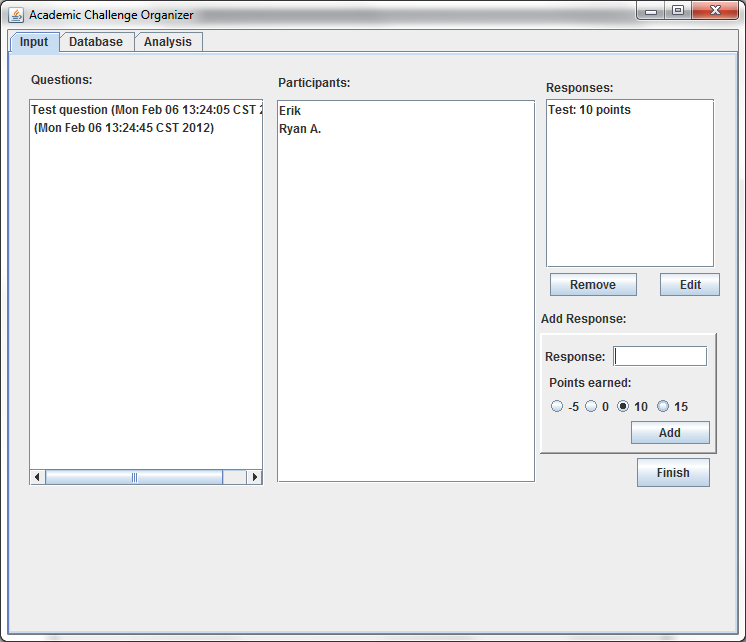 Academic Challenge Organizer
Input Database Analysis
Questions:
Test question (Mon Feb 06 13:24:05 CST 2
(Mon Feb 06 13:24:45 CST 2012)
Participants:
Erik
Ryan A.
Responses:
Test: 10 points
Remove Edit
Add Response:
Response:
Points earned:
-5 0 10 15
Add
Finish